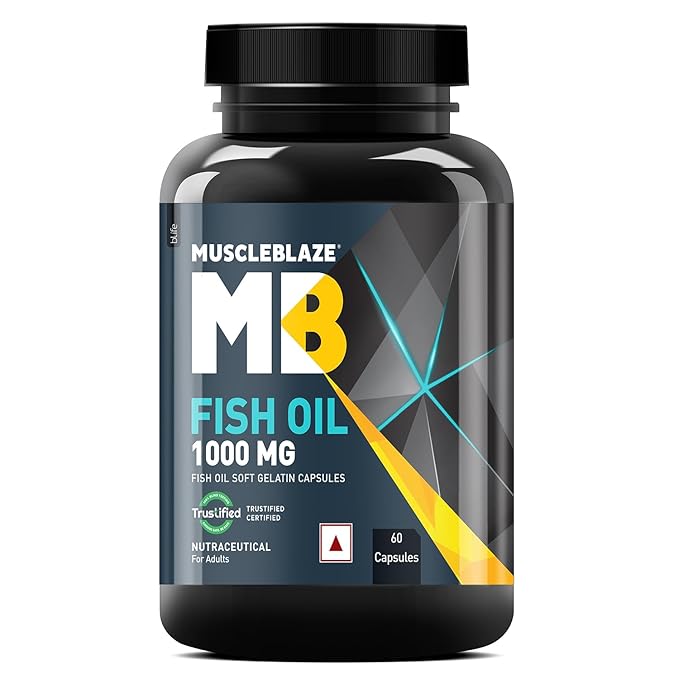 bLife
MUSCLEBLAZE®
MB
FISH OIL
1000 MG
FISH OIL SOFT GELATIN CAPSULES
Trustified
TRUSTIFIED
CERTIFIED
NUTRACEUTICAL
For Adults
60
Capsules